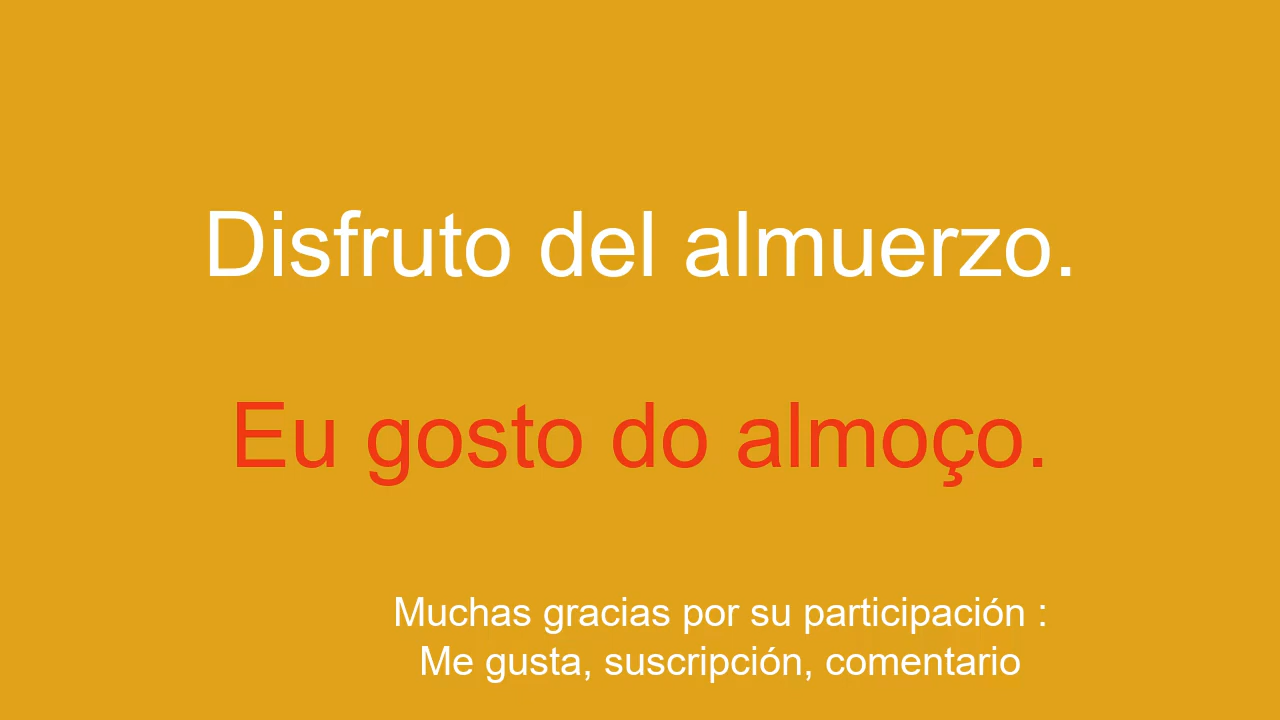 Disfruto del almuerzo.
Eu gosto do almoço.
Muchas gracias por su participación :
Me gusta, suscripción, comentario